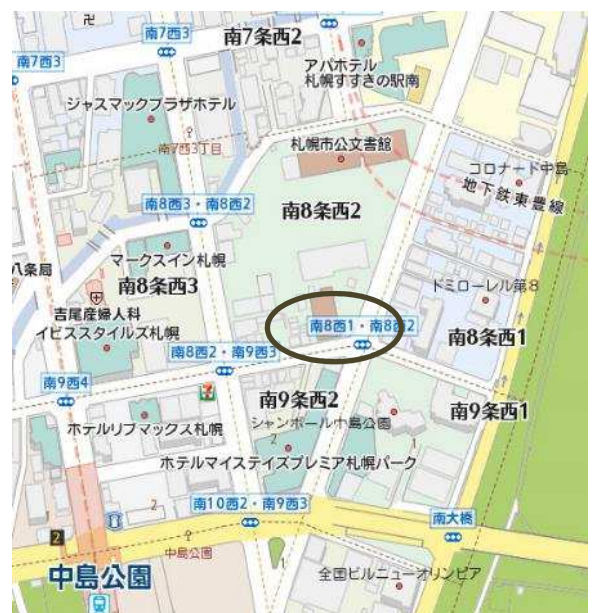 南7西3
南7条西2
南7西3
アパホテル
札幌すすきの駅南
ジャスマックプラザホテル
南7西3丁目
札幌市公文書館
コロナード中島
地下鉄東豊線
南8西3・南8西2
南8条西2
マークスイン札幌
八条局
南8条西3
ドミローレル第8
吉尾産婦人科
イビススタイルズ札幌
南8西1・南8西2
南8条西1
南8西2・南9西3
南9西4
南9条西2
南9条西1
シャンボール中島公園
ホテルリブマックス札幌
2
1
ホテルマイステイズプレミア札幌パーク
2
南10西2・南9西3
南大橋
2
中島公園
1
中島公園
全国ビルニューオリンピア